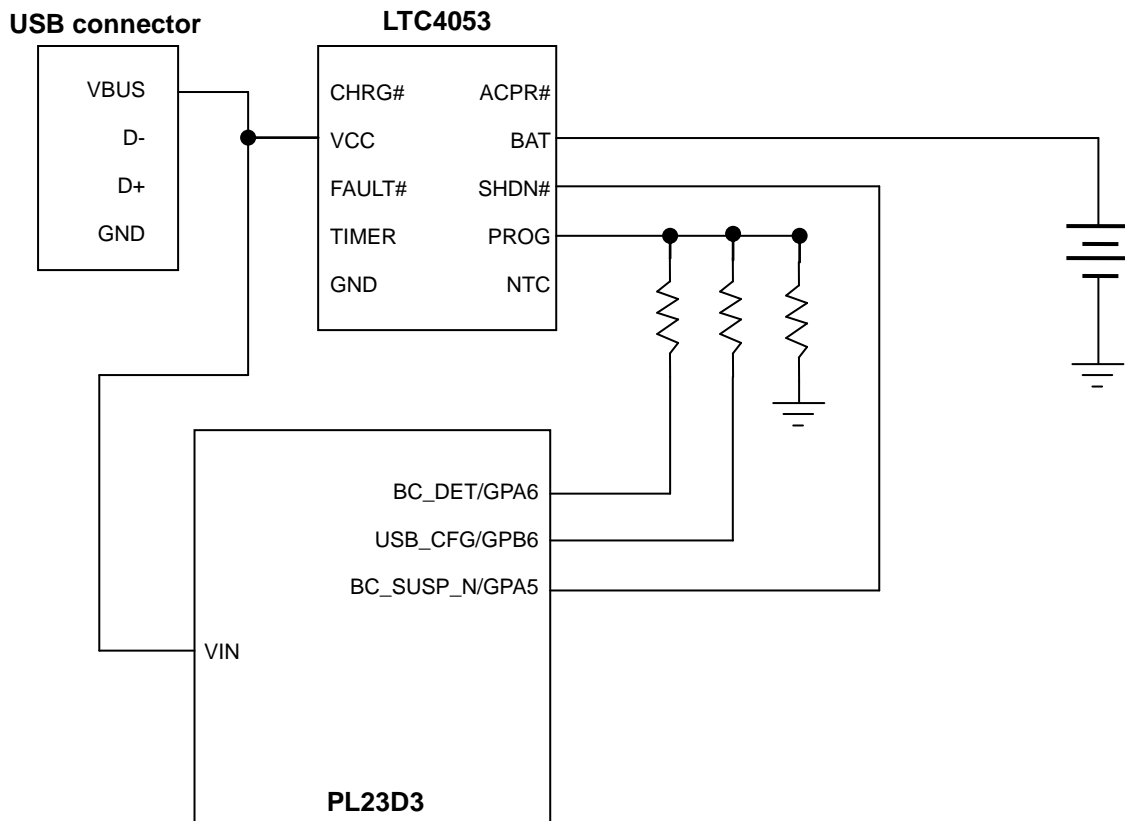 USB connector
VBUS
D-
D+
GND
LTC4053
CHRG#
VCC
FAULT#
TIMER
GND
ACPR#
BAT
SHDN#
PROG
NTC
BC_DET/GPA6
USB_CFG/GPB6
BC_SUSP_N/GPA5
VIN
PL23D3